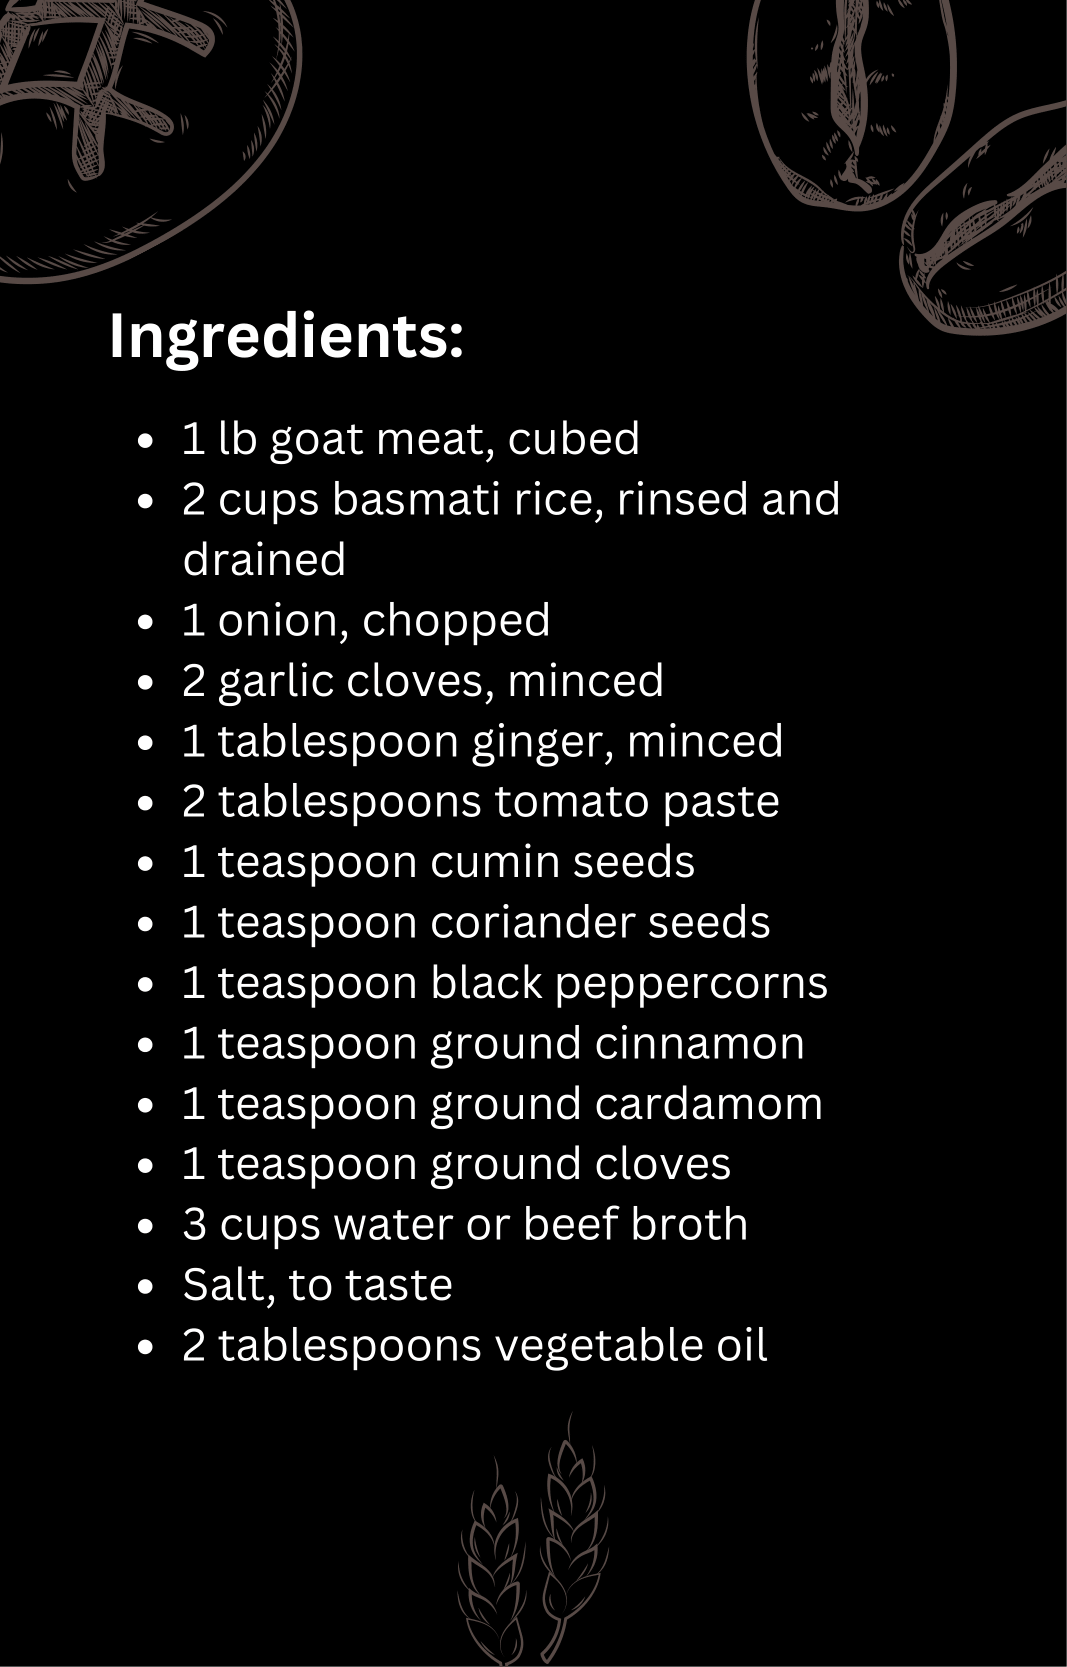 Ingredients:
• 1 lb goat meat, cubed
• 2 cups basmati rice, rinsed and
drained
• 1 onion, chopped
• 2 garlic cloves, minced
• 1 tablespoon ginger, minced
• 2 tablespoons tomato paste
• 1 teaspoon cumin seeds
• 1 teaspoon coriander seeds
• 1 teaspoon black peppercorns
• 1 teaspoon ground cinnamon
• 1 teaspoon ground cardamom
• 1 teaspoon ground cloves
• 3 cups water or beef broth
• Salt, to taste
• 2 tablespoons vegetable oil